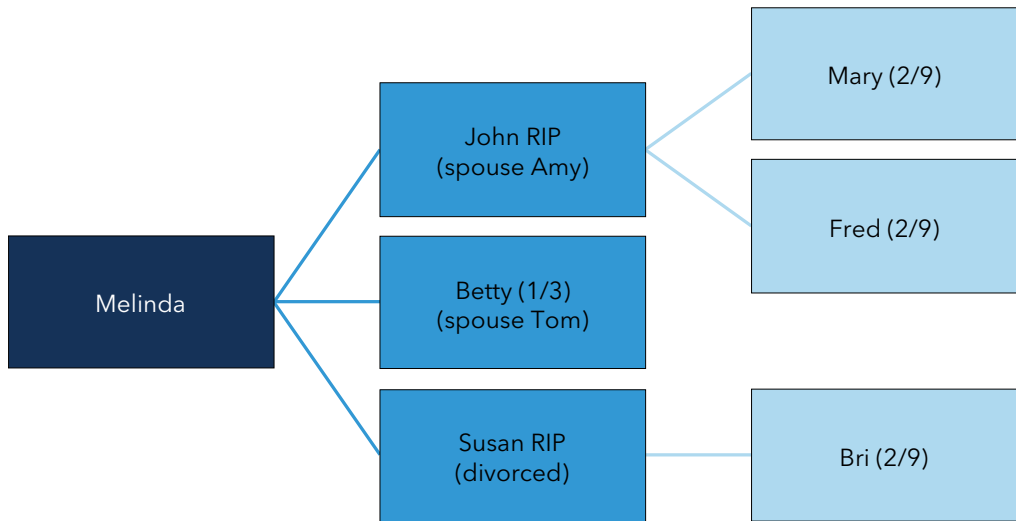 Melinda
John RIP
(spouse Amy)
Betty (1/3)
(spouse Tom)
Susan RIP
(divorced)
Mary (2/9)
Fred (2/9)
Bri (2/9)